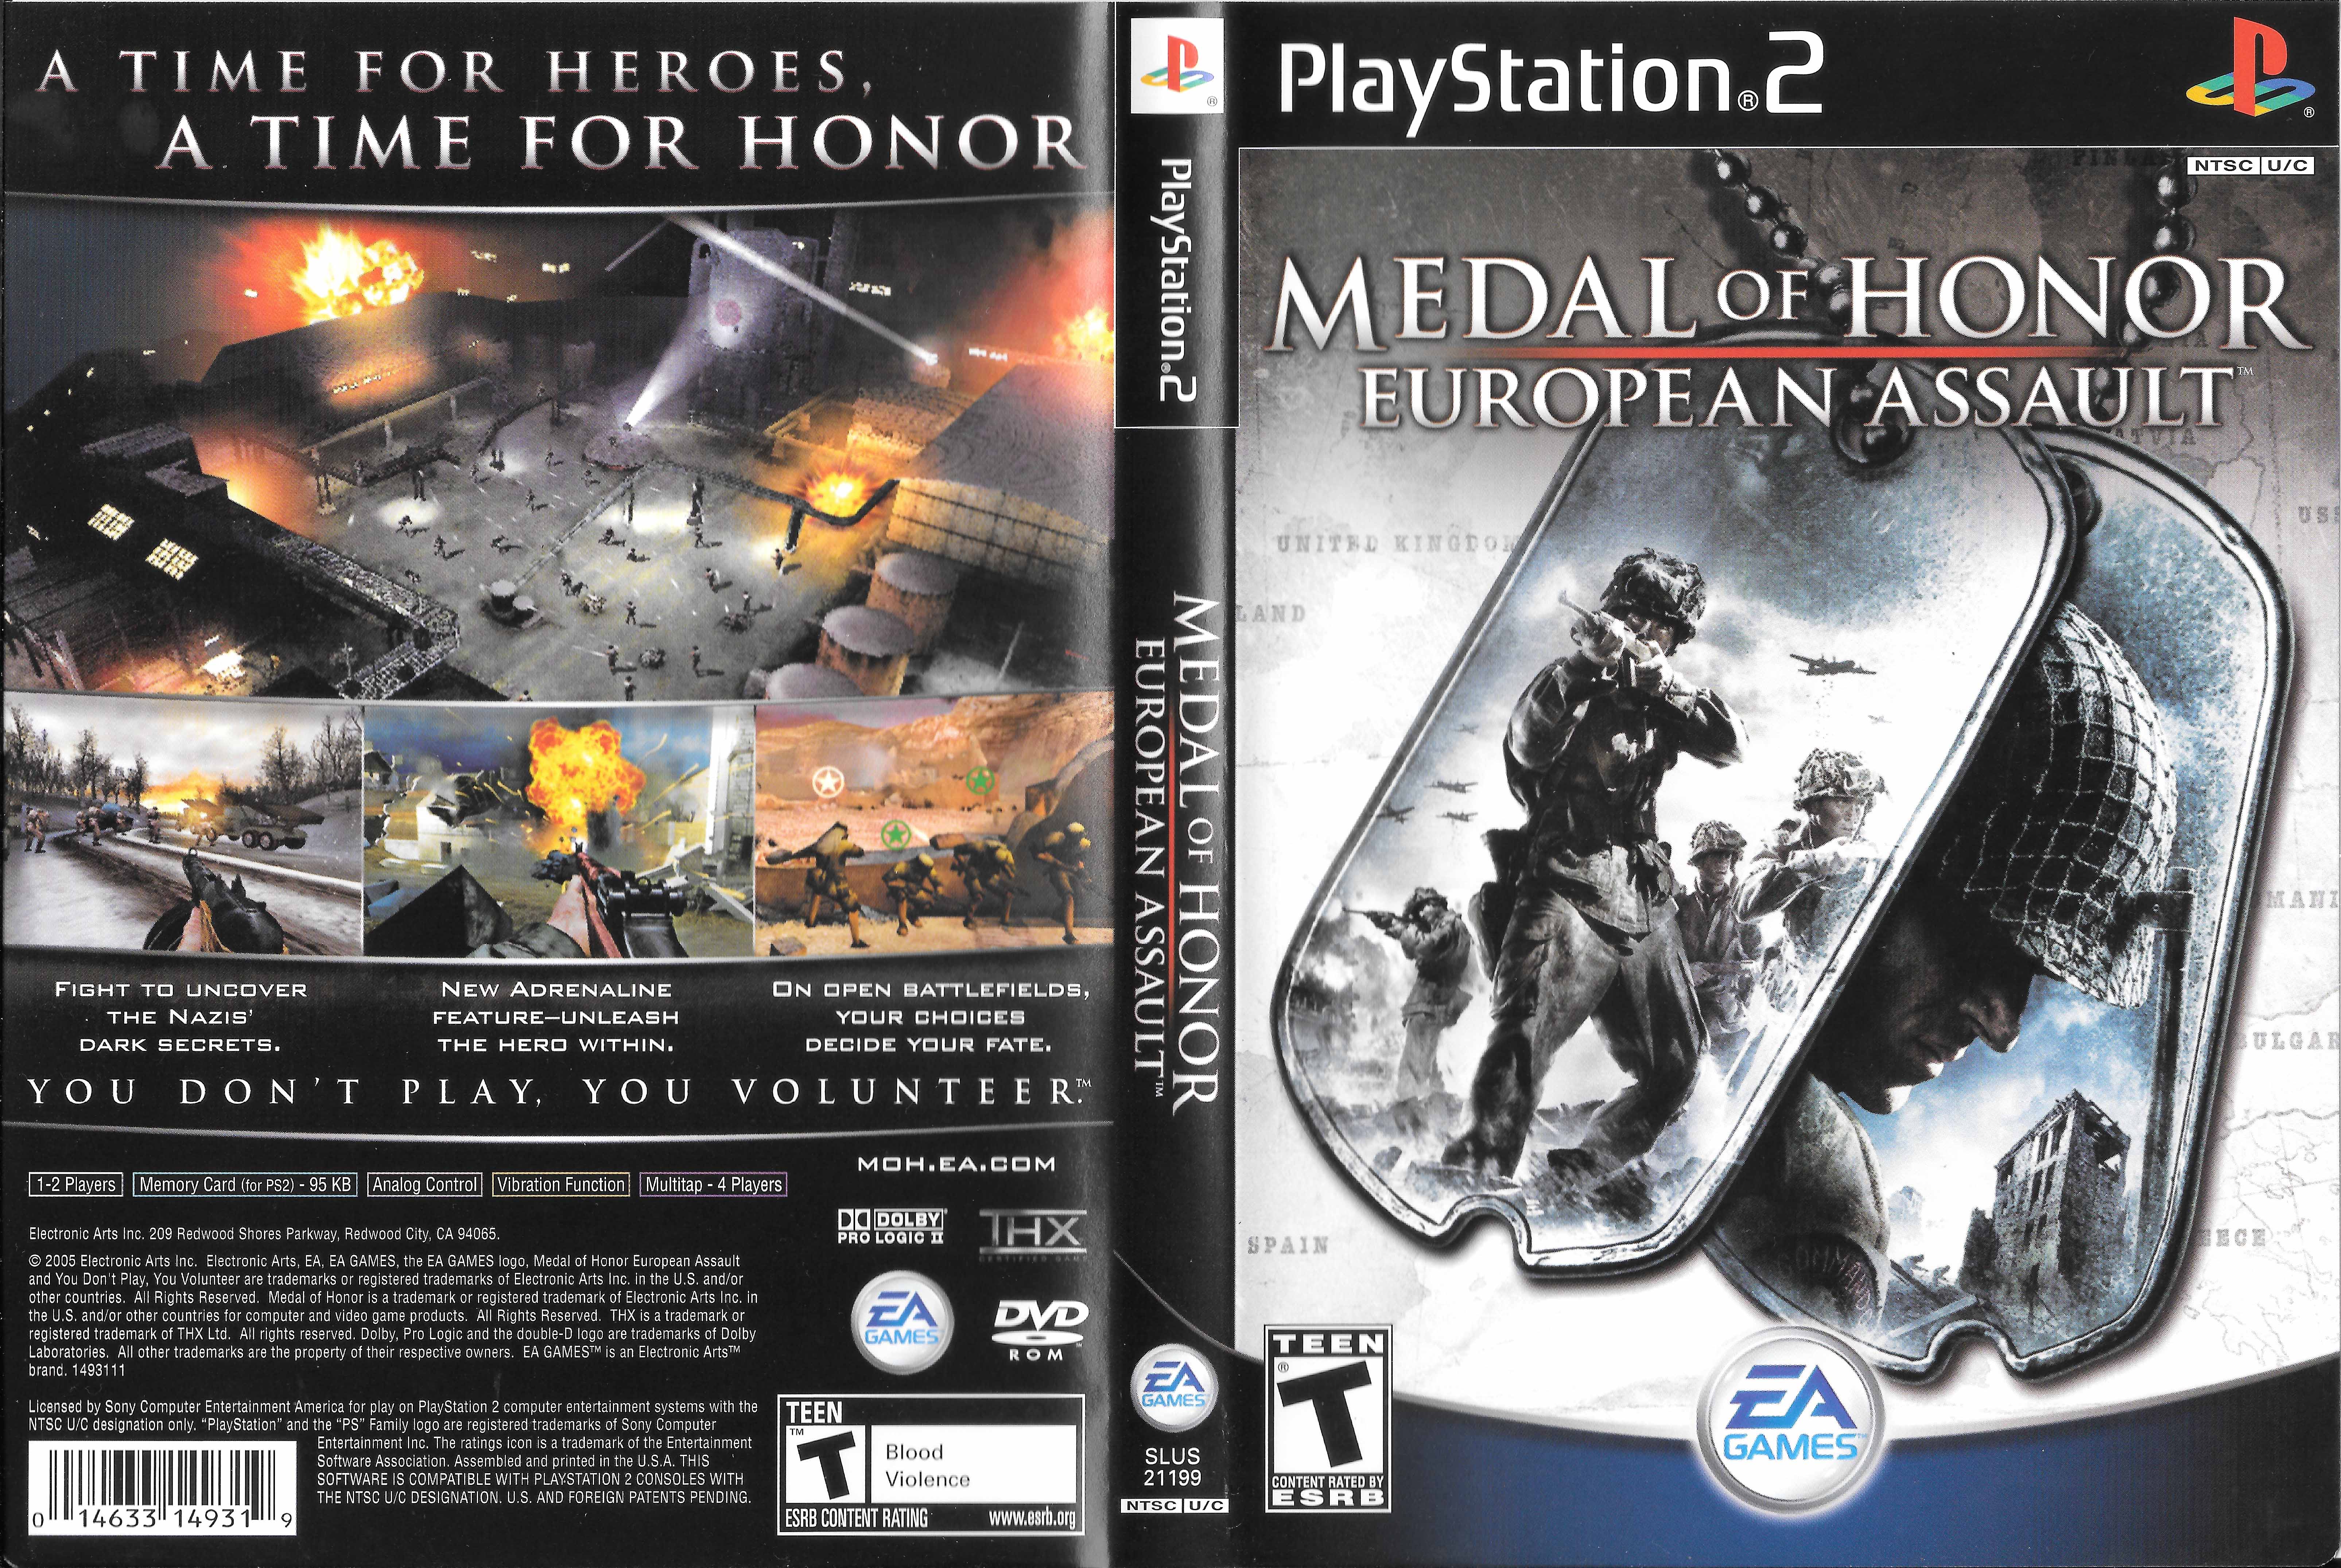 A TIME FOR HEROES,
A TIME FOR HONOR
FIGHT TO UNCOVER
THE NAZIS'
DARK SECRETS.
NEW ADRENALINE
FEATURE–UNLEASH
THE HERO WITHIN.
ON OPEN BATTLEFIELDS,
YOUR CHOICES
DECIDE YOUR FATE.
YOU DON'T PLAY, YOU VOLUNTEER.™
MOH.EA.COM
1-2 Players
Memory Card (for PS2) - 95 KB
Analog Control
Vibration Function
Multitap - 4 Players
DOLBY®
PRO LOGIC II
THX
CERTIFIED GAME
Electronic Arts Inc. 209 Redwood Shores Parkway, Redwood City, CA 94065.
© 2005 Electronic Arts Inc. Electronic Arts, EA, EA GAMES, the EA GAMES logo, Medal of Honor European Assault
and You Don't Play, You Volunteer are trademarks or registered trademarks of Electronic Arts Inc. in the U.S. and/or
other countries. All Rights Reserved. Medal of Honor is a trademark or registered trademark of Electronic Arts Inc. in
the U.S. and/or other countries for computer and video game products. All Rights Reserved. THX is a trademark or
registered trademark of THX Ltd. All rights reserved. Dolby, Pro Logic and the double-D logo are trademarks of Dolby
Laboratories. All other trademarks are the property of their respective owners. EA GAMES™ is an Electronic Arts™
brand. 1493111
EA
GAMES™
DVD
ROM
Licensed by Sony Computer Entertainment America for play on PlayStation 2 computer entertainment systems with the
NTSC U/C designation only. “PlayStation” and the “PS” Family logo are registered trademarks of Sony Computer
Entertainment Inc. The ratings icon is a trademark of the Entertainment
Software Association. Assembled and printed in the U.S.A. THIS
SOFTWARE IS COMPATIBLE WITH PLAYSTATION 2 CONSOLES WITH
THE NTSC U/C DESIGNATION. U.S. AND FOREIGN PATENTS PENDING.
0 14633 14931 9
TEEN
T™
Blood
Violence
ESRB CONTENT RATING www.esrb.org
PlayStation®2
MEDAL OF HONOR
EUROPEAN ASSAULT™
EA
GAMES™
SLUS
21199
NTSC U/C
PlayStation®2
NTSC U/C
MEDAL OF HONOR
EUROPEAN ASSAULT™
UNITED KINGDOM
LAND
SPAIN
COMMAN
TEEN
T®
CONTENT RATED BY
ESRB
EA
GAMES™